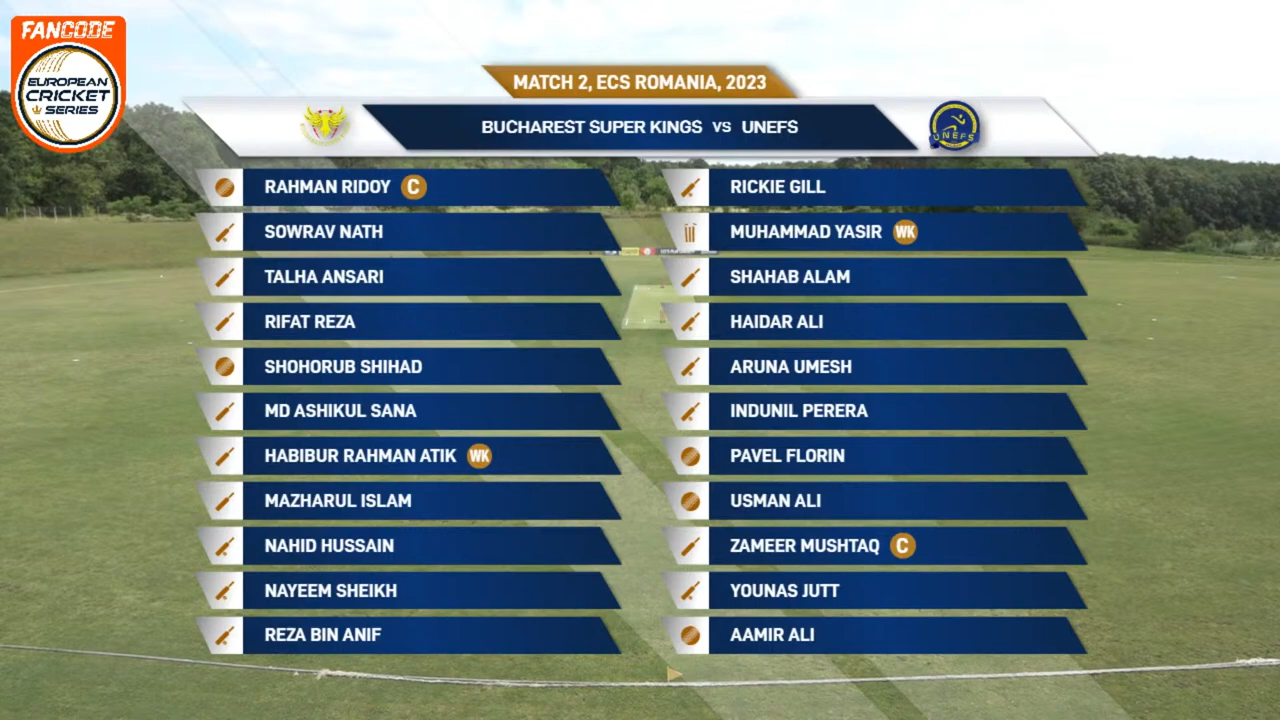 FANCODE
EUROPEAN
CRICKET
SERIES
MATCH 2, ECS ROMANIA, 2023
BUCHAREST SUPER KINGS VS UNEFS
UNEFS
RAHMAN RIDOY C
SOWRAV NATH
TALHA ANSARI
RIFAT REZA
SHOHORUB SHIHAD
MD ASHIKUL SANA
HABIBUR RAHMAN ATIK WK
MAZHARUL ISLAM
NAHID HUSSAIN
NAYEEM SHEIKH
REZA BIN ANIF
RICKIE GILL
MUHAMMAD YASIR WK
SHAHAB ALAM
HAIDAR ALI
ARUNA UMESH
INDUNIL PERERA
PAVEL FLORIN
USMAN ALI
ZAMEER MUSHTAQ C
YOUNAS JUTT
AAMIR ALI